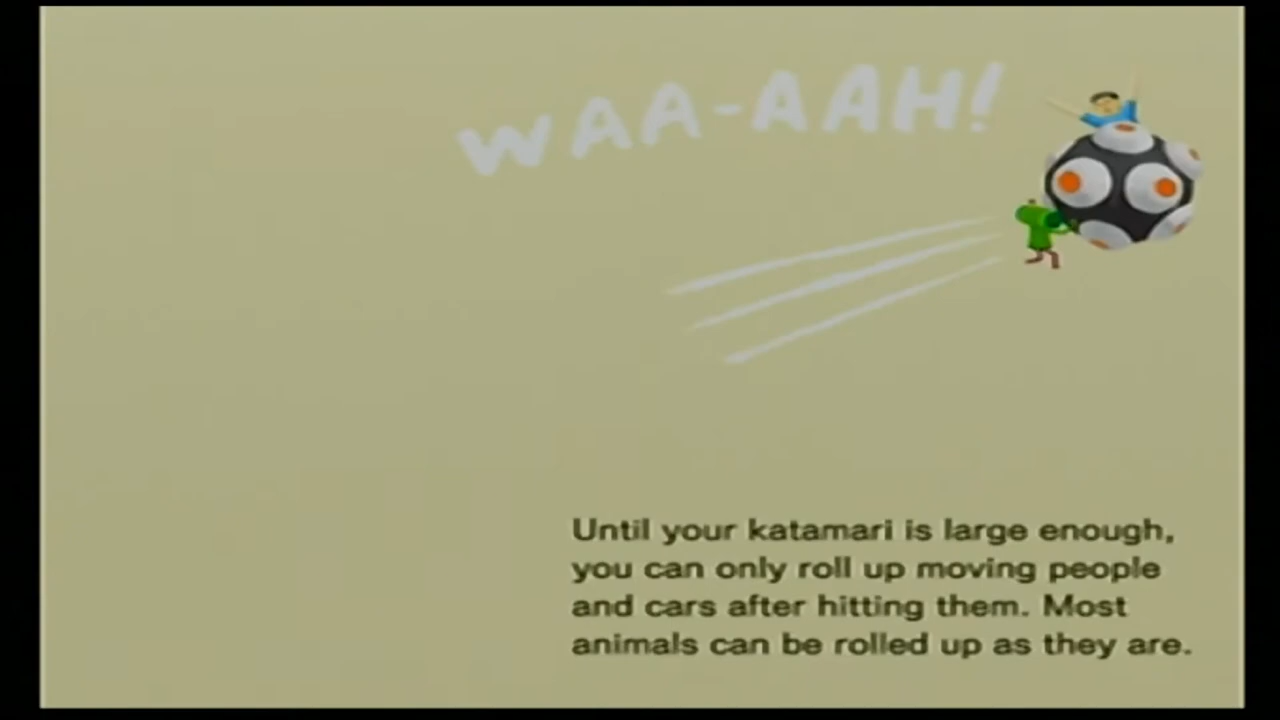 WAA-AAH!
Until your katamari is large enough,
you can only roll up moving people
and cars after hitting them. Most
animals can be rolled up as they are.